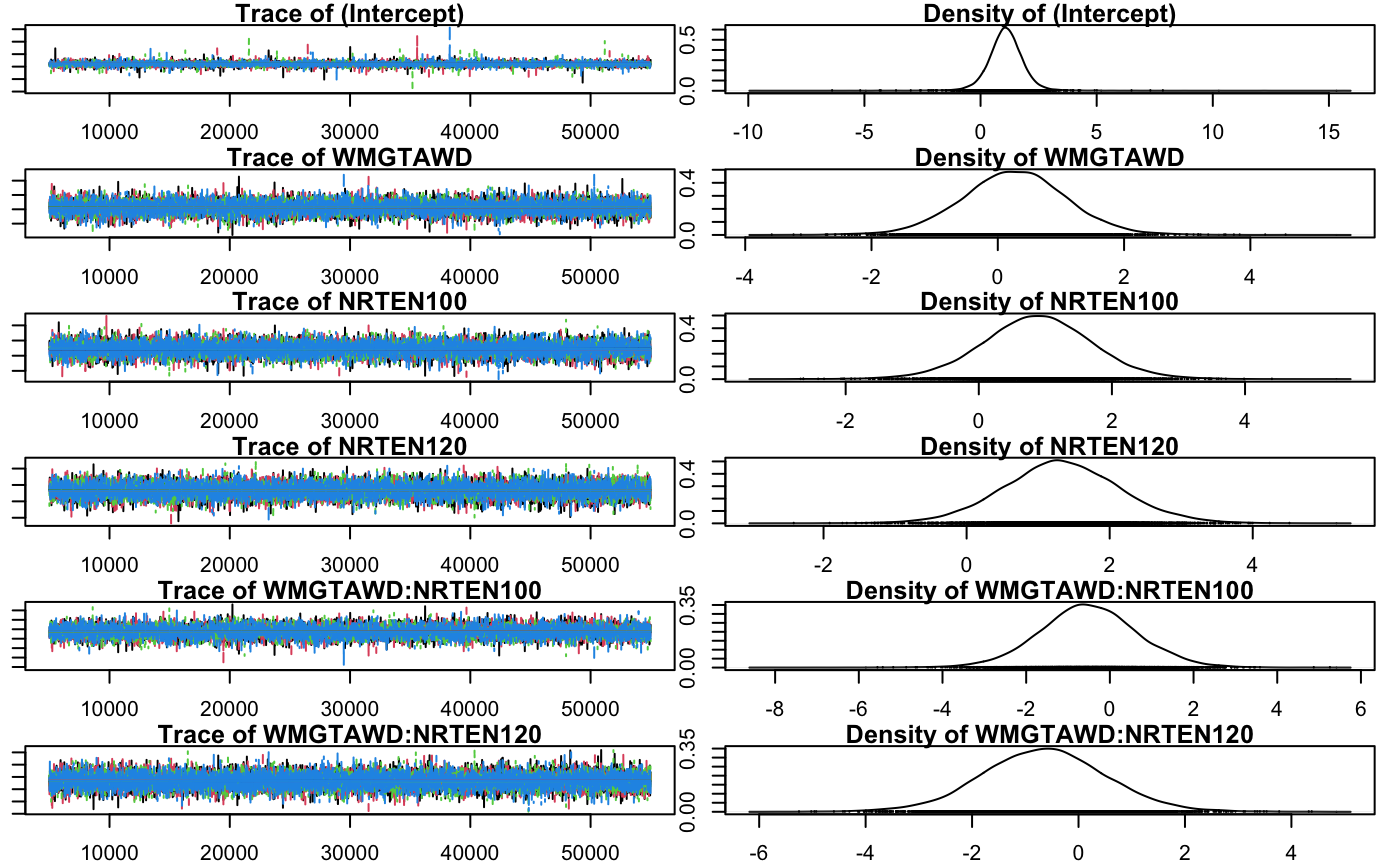 Trace of (Intercept) Density of (Intercept)
0.5
0.0
10000 20000 30000 40000 50000 -10 -5 0 5 10 15
Trace of WMGTAWD Density of WMGTAWD
0.4
0.0
10000 20000 30000 40000 50000 -4 -2 0 2 4
Trace of NRTEN100 Density of NRTEN100
0.4
0.0
10000 20000 30000 40000 50000 -2 0 2 4
Trace of NRTEN120 Density of NRTEN120
0.4
0.0
10000 20000 30000 40000 50000 -2 0 2 4
Trace of WMGTAWD:NRTEN100 Density of WMGTAWD:NRTEN100
0.35
0.00
10000 20000 30000 40000 50000 -8 -6 -4 -2 0 2 4 6
Trace of WMGTAWD:NRTEN120 Density of WMGTAWD:NRTEN120
0.35
0.00
10000 20000 30000 40000 50000 -6 -4 -2 0 2 4